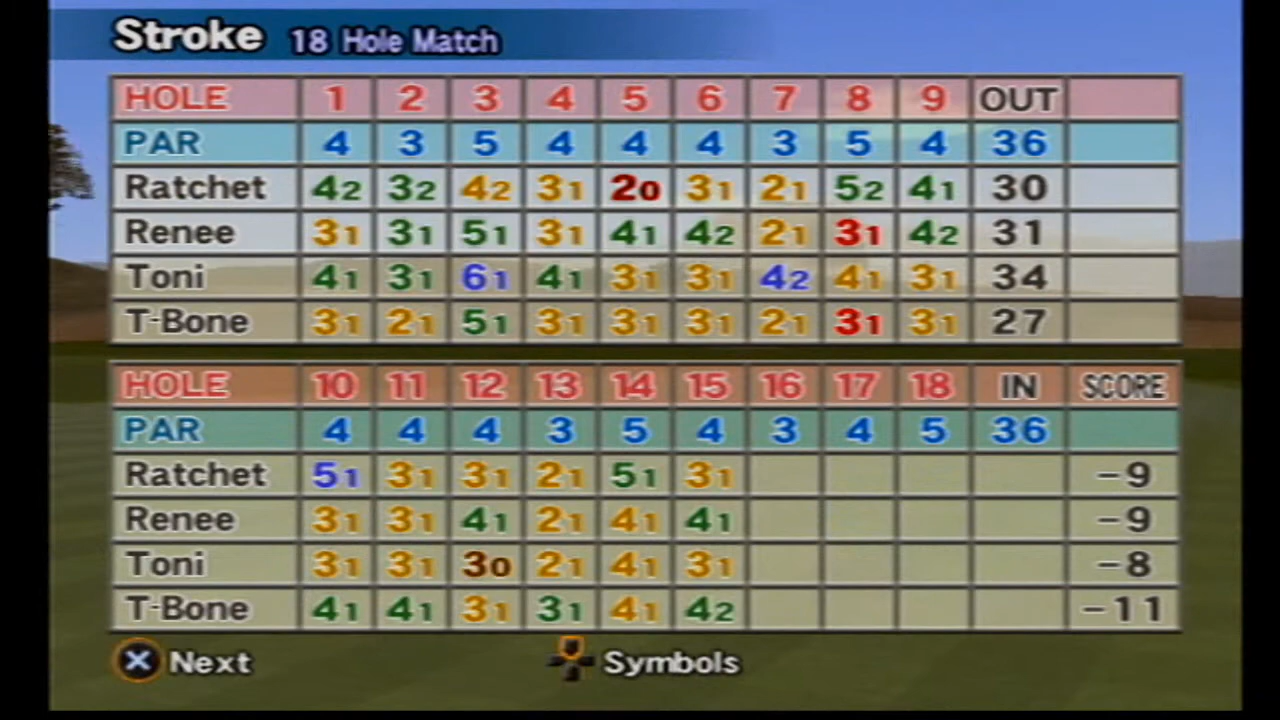 Stroke 18 Hole Match
HOLE 1 2 3 4 5 6 7 8 9 OUT
PAR 4 3 5 4 4 4 3 5 4 36
Ratchet 42 32 42 31 20 31 21 52 41 30
Renee 31 31 51 31 41 42 21 31 42 31
Toni 41 31 61 41 31 31 42 41 31 34
T-Bone 31 21 51 31 31 31 21 31 31 27
HOLE 10 11 12 13 14 15 16 17 18 IN SCORE
PAR 4 4 4 3 5 4 3 4 5 36
Ratchet 51 31 31 21 51 31 -9
Renee 31 31 41 21 41 41 -9
Toni 31 31 30 21 41 31 -8
T-Bone 41 41 31 31 41 42 -11
Next Symbols